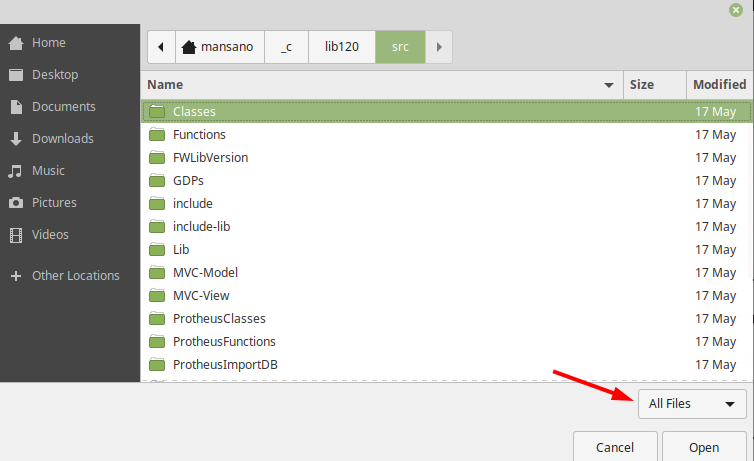 Home
Desktop
Documents
Downloads
Music
Pictures
Videos
Other Locations
mansano _c lib120 src
Name Size Modified
Classes 17 May
Functions 17 May
FWLibVersion 17 May
GDPs 17 May
include 17 May
include-lib 17 May
Lib 17 May
MVC-Model 17 May
MVC-View 17 May
ProtheusClasses 17 May
ProtheusFunctions 17 May
ProtheusImportDB 17 May
All Files
Cancel Open